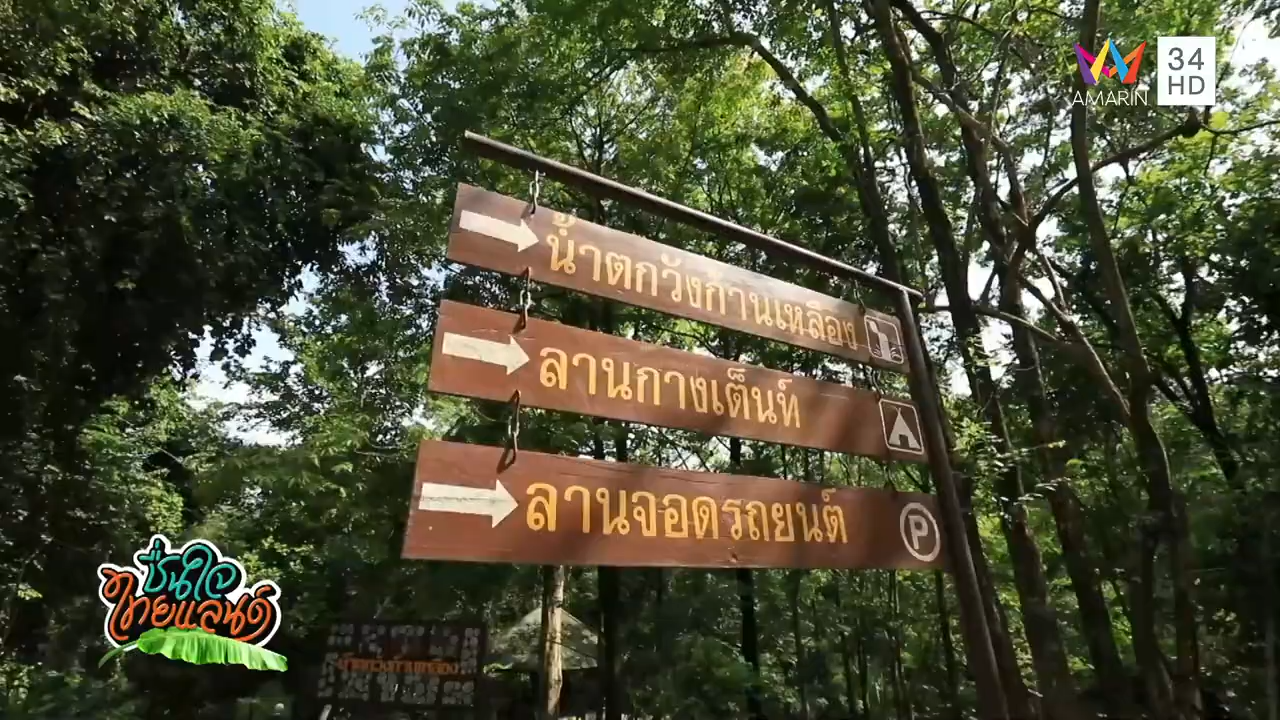 AMARIN
34
HD
น้ำตกวังก้านเหลือง
ลานกางเต็นท์
ลานจอดรถยนต์
P
ชื่นใจ
ไทยแลนด์